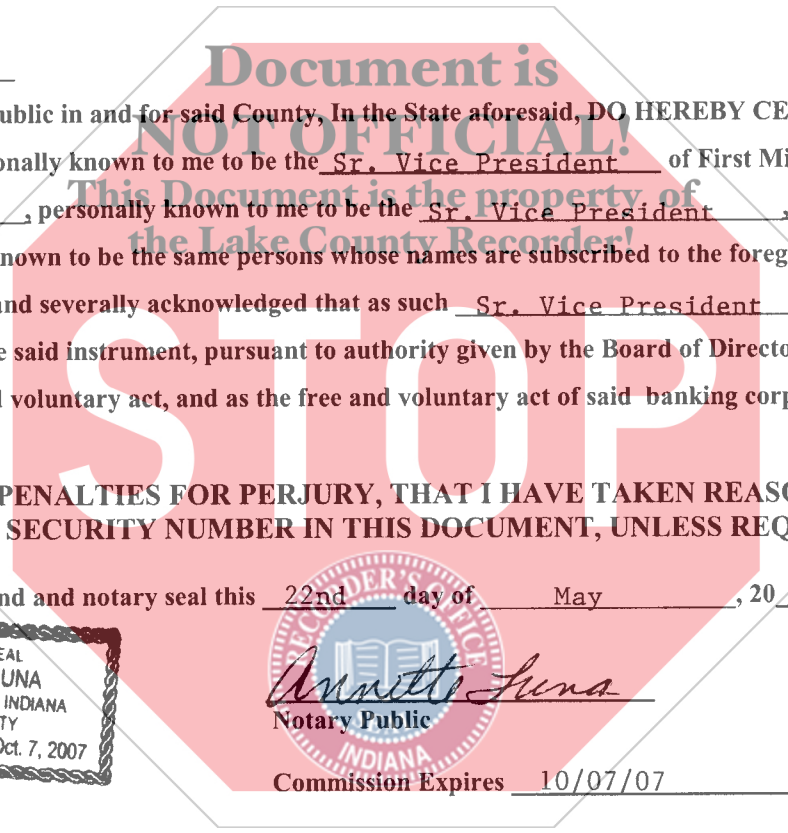 Document is
ublic in and for said County, In the State aforesaid, DO HEREBY CE
NOT OFFICIAL!
onally known to me to be the Sr. Vice President of First Mi
This Document is the property of
, personally known to me to be the Sr. Vice President ,
the Lake County Recorder!
nown to be the same persons whose names are subscribed to the foreg
and severally acknowledged that as such Sr. Vice President
STOP
e said instrument, pursuant to authority given by the Board of Directo
l voluntary act, and as the free and voluntary act of said banking corp
PENALTIES FOR PERJURY, THAT I HAVE TAKEN REASO
SECURITY NUMBER IN THIS DOCUMENT, UNLESS REQ
nd and notary seal this 22nd day of May , 20
RECORDER'S OFFICE
EAL
UNA
INDIANA
TY
Oct. 7, 2007
Annette Luna
Notary Public
INDIANA
Commission Expires 10/07/07